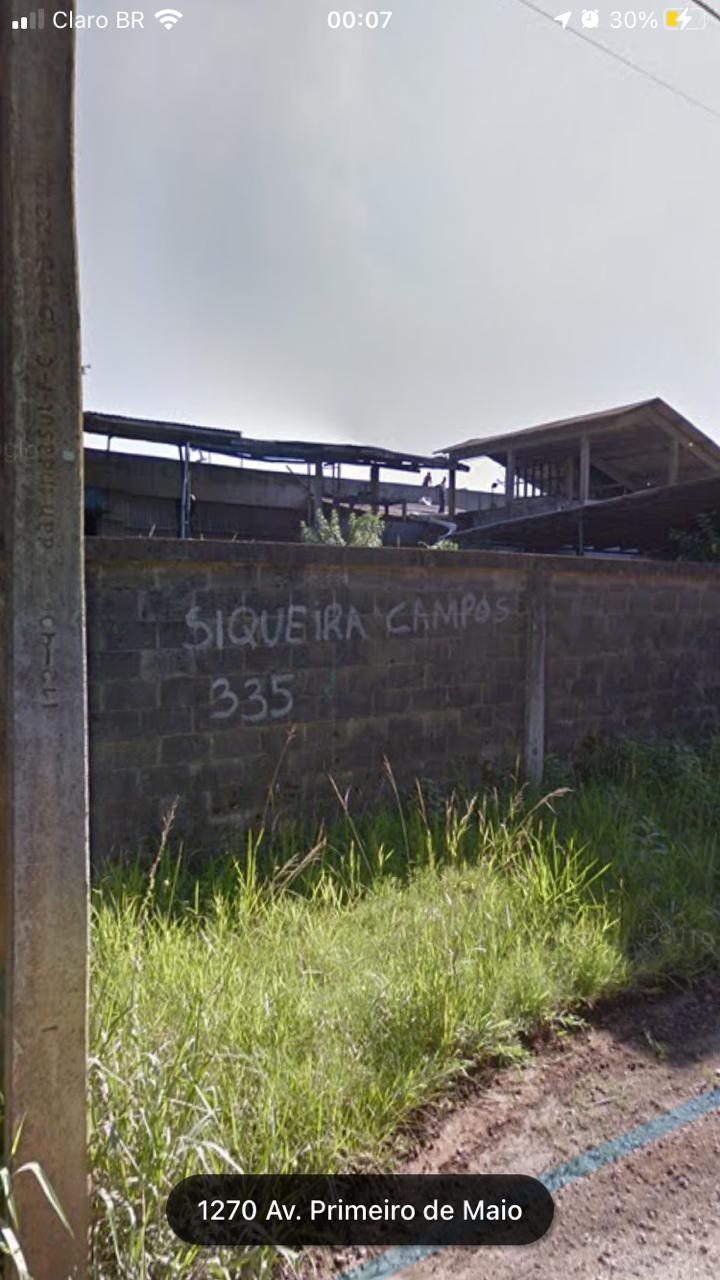 Claro BR 00:07 30%
SIQUEIRA CAMPOS
335
1270 Av. Primeiro de Maio